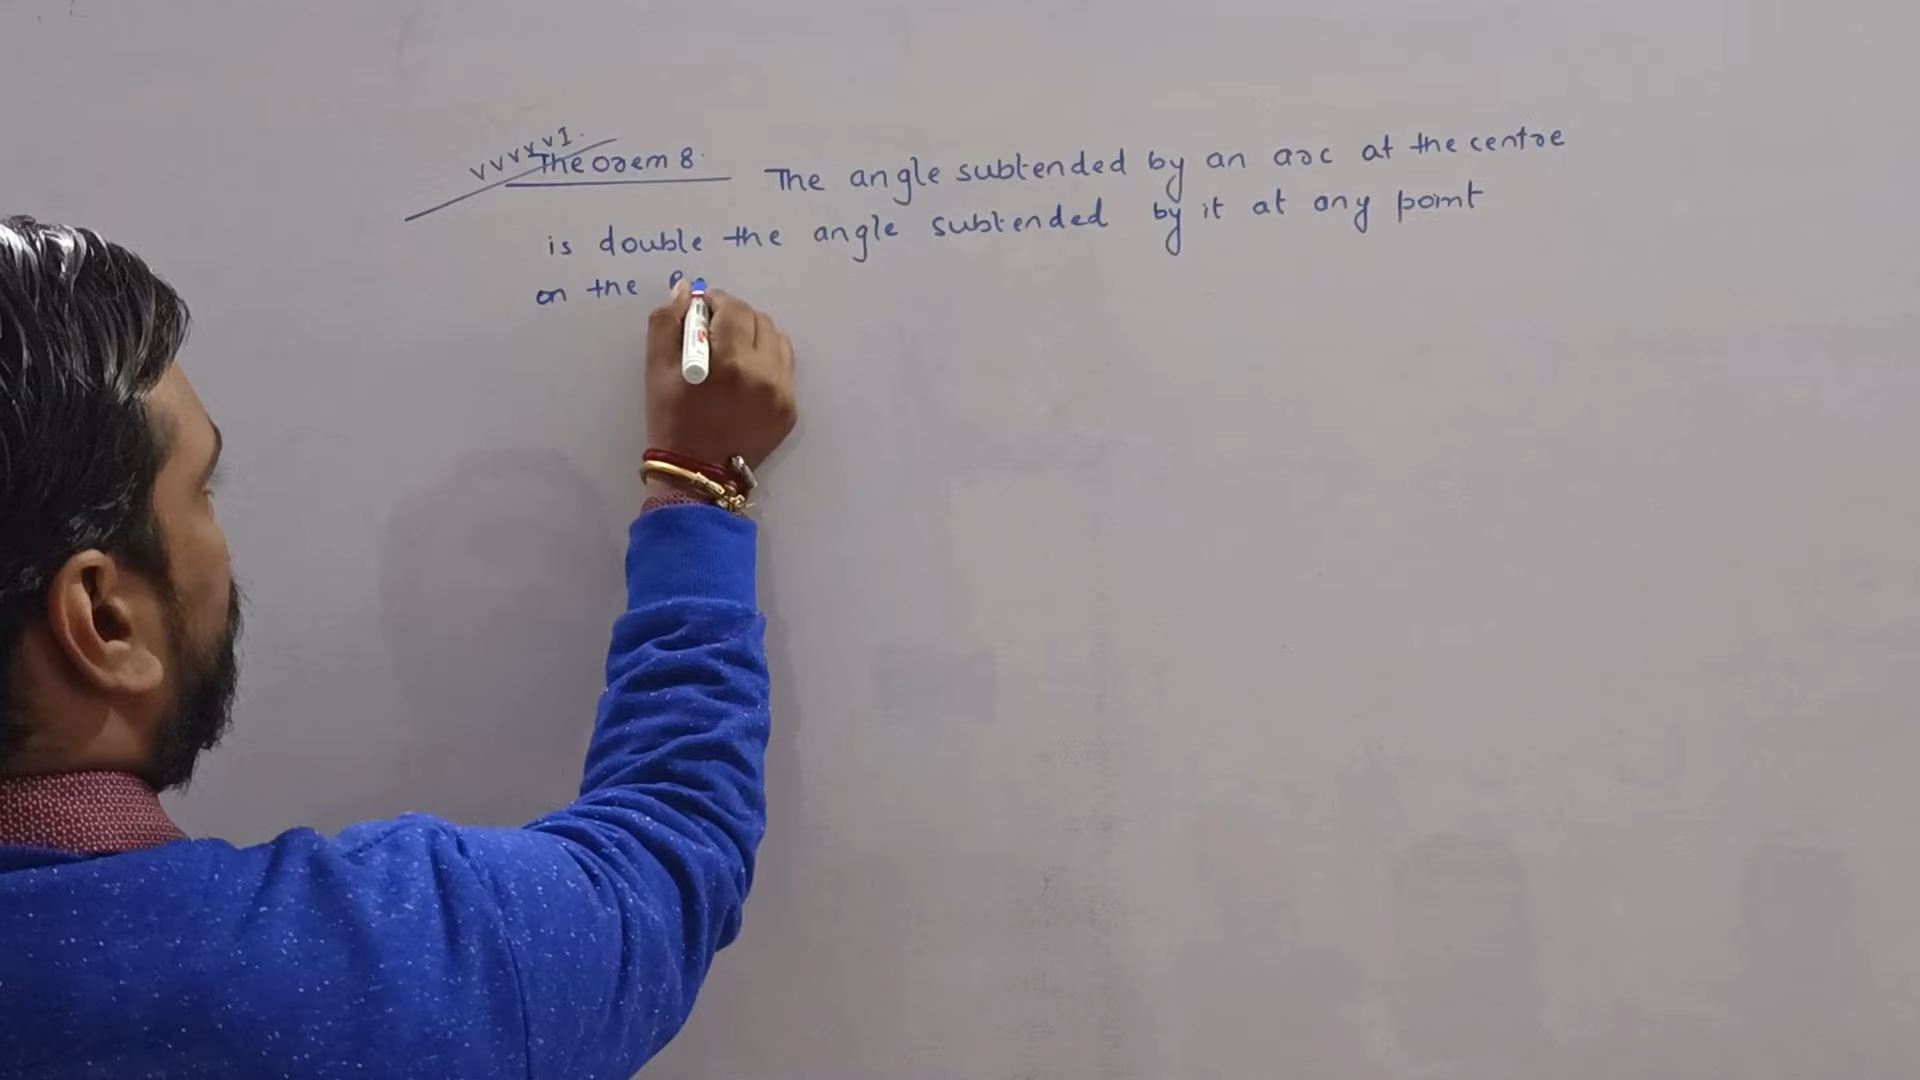 VVVVVI.
Theorem 8. The angle subtended by an arc at the centre
is double the angle subtended by it at any point
on the